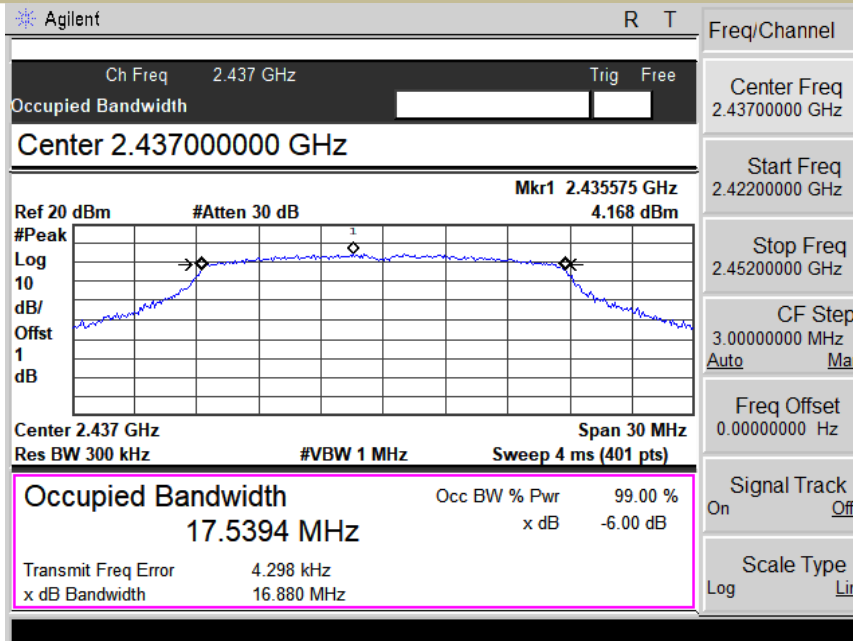 Agilent R T
Ch Freq 2.437 GHz Trig Free
Occupied Bandwidth
Center 2.437000000 GHz
Mkr1 2.435575 GHz
Ref 20 dBm #Atten 30 dB 4.168 dBm
#Peak
Log
10
dB/
Offst
1
dB
1
Center 2.437 GHz Span 30 MHz
Res BW 300 kHz #VBW 1 MHz Sweep 4 ms (401 pts)
Occupied Bandwidth
17.5394 MHz
Occ BW % Pwr 99.00 %
x dB -6.00 dB
Transmit Freq Error 4.298 kHz
x dB Bandwidth 16.880 MHz
Freq/Channel
Center Freq
2.43700000 GHz
Start Freq
2.42200000 GHz
Stop Freq
2.45200000 GHz
CF Step
3.00000000 MHz
Auto Ma
Freq Offset
0.00000000 Hz
Signal Track
On Off
Scale Type
Log Lin